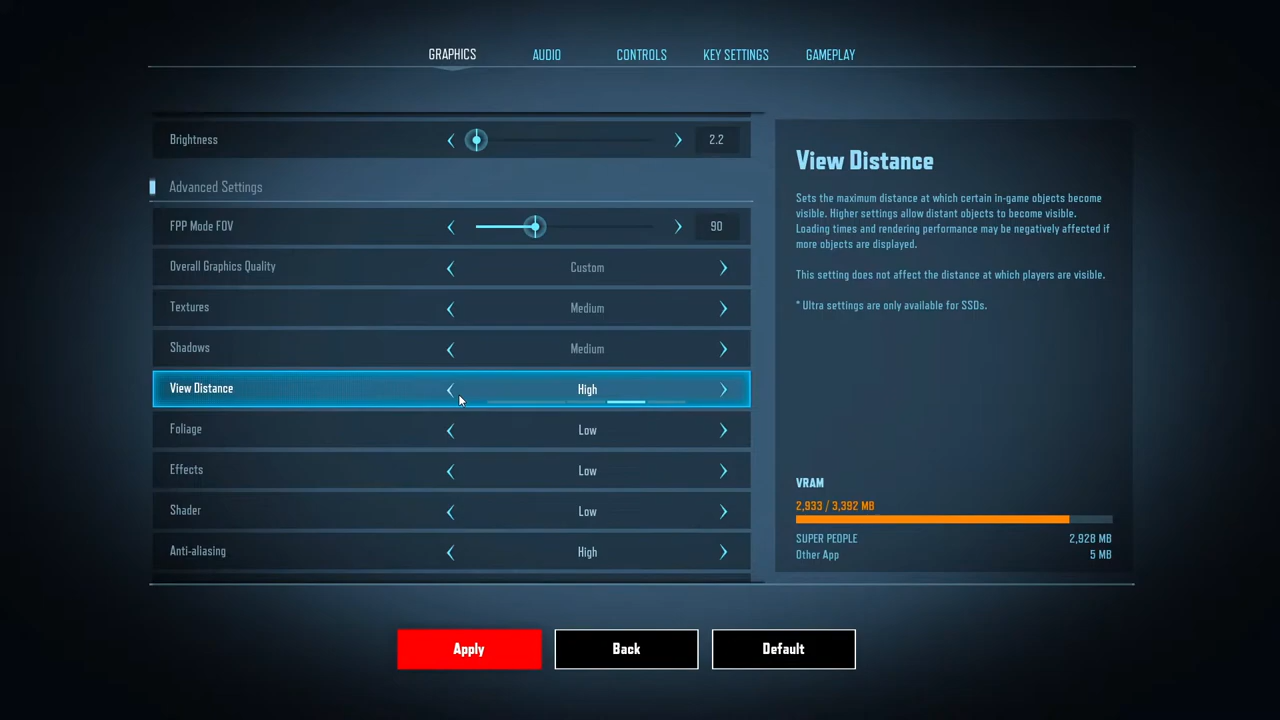 GRAPHICS AUDIO CONTROLS KEY SETTINGS GAMEPLAY
Brightness 2.2
Advanced Settings
FPP Mode FOV 90
Overall Graphics Quality Custom
Textures Medium
Shadows Medium
View Distance High
Foliage Low
Effects Low
Shader Low
Anti-aliasing High
View Distance
Sets the maximum distance at which certain in-game objects become
visible. Higher settings allow distant objects to become visible.
Loading times and rendering performance may be negatively affected if
more objects are displayed.
This setting does not affect the distance at which players are visible.
* Ultra settings are only available for SSDs.
VRAM
2,933 / 3,392 MB
SUPER PEOPLE 2,928 MB
Other App 5 MB
Apply Back Default